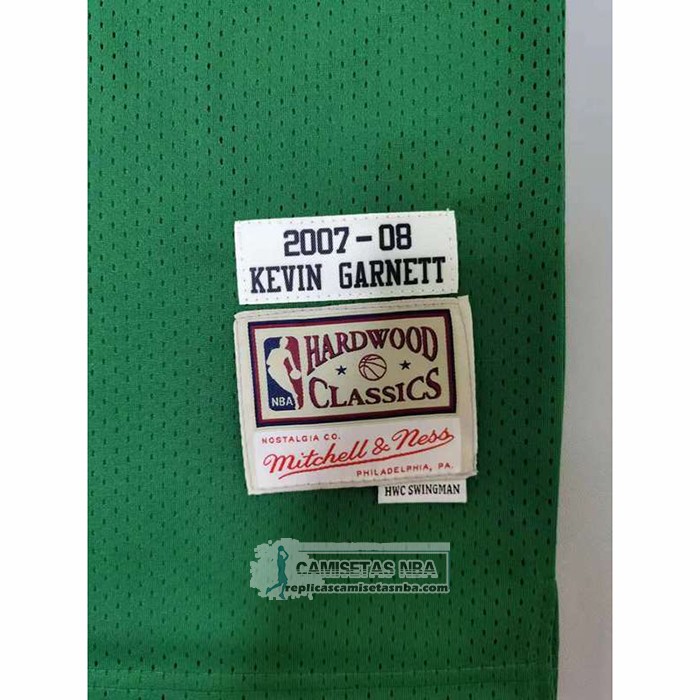 2007-08
KEVIN GARNETT
HARDWOOD
CLASSICS
NBA
NOSTALGIA CO.
Mitchell & Ness
PHILADELPHIA, PA.
HWC SWINGMAN
CAMISETAS NBA
replicascamisetasnba.com